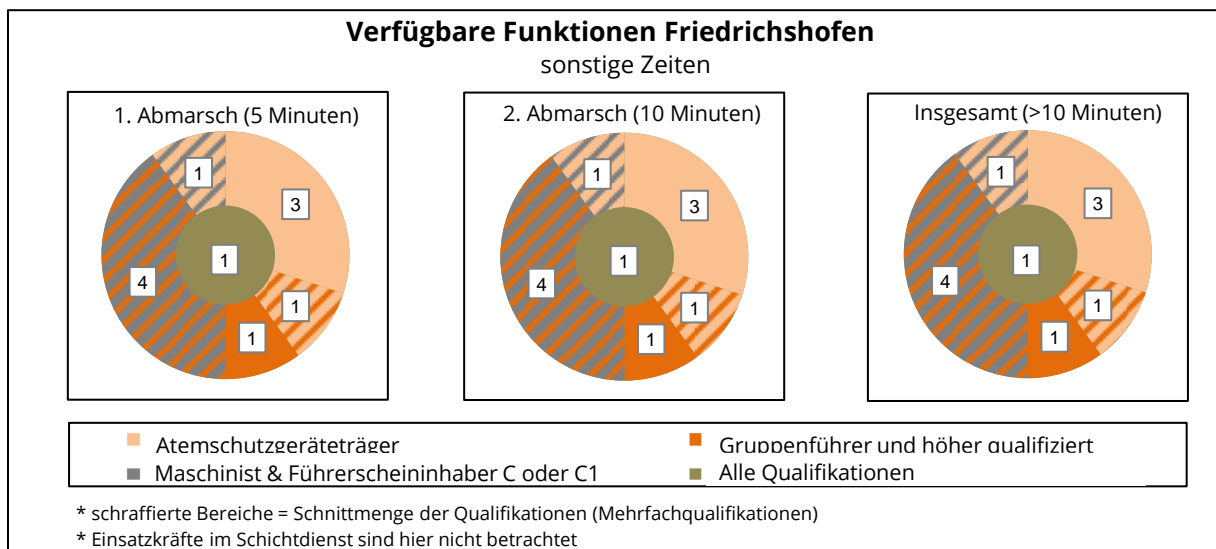 Verfügbare Funktionen Friedrichshofen
sonstige Zeiten
1. Abmarsch (5 Minuten)
1
3
1
4
1
1
2. Abmarsch (10 Minuten)
1
3
1
4
1
1
Insgesamt (>10 Minuten)
1
3
1
4
1
1
Atemschutzgeräteträger
Gruppenführer und höher qualifiziert
Maschinist & Führerscheininhaber C oder C1
Alle Qualifikationen
* schraffierte Bereiche = Schnittmenge der Qualifikationen (Mehrfachqualifikationen)
* Einsatzkräfte im Schichtdienst sind hier nicht betrachtet